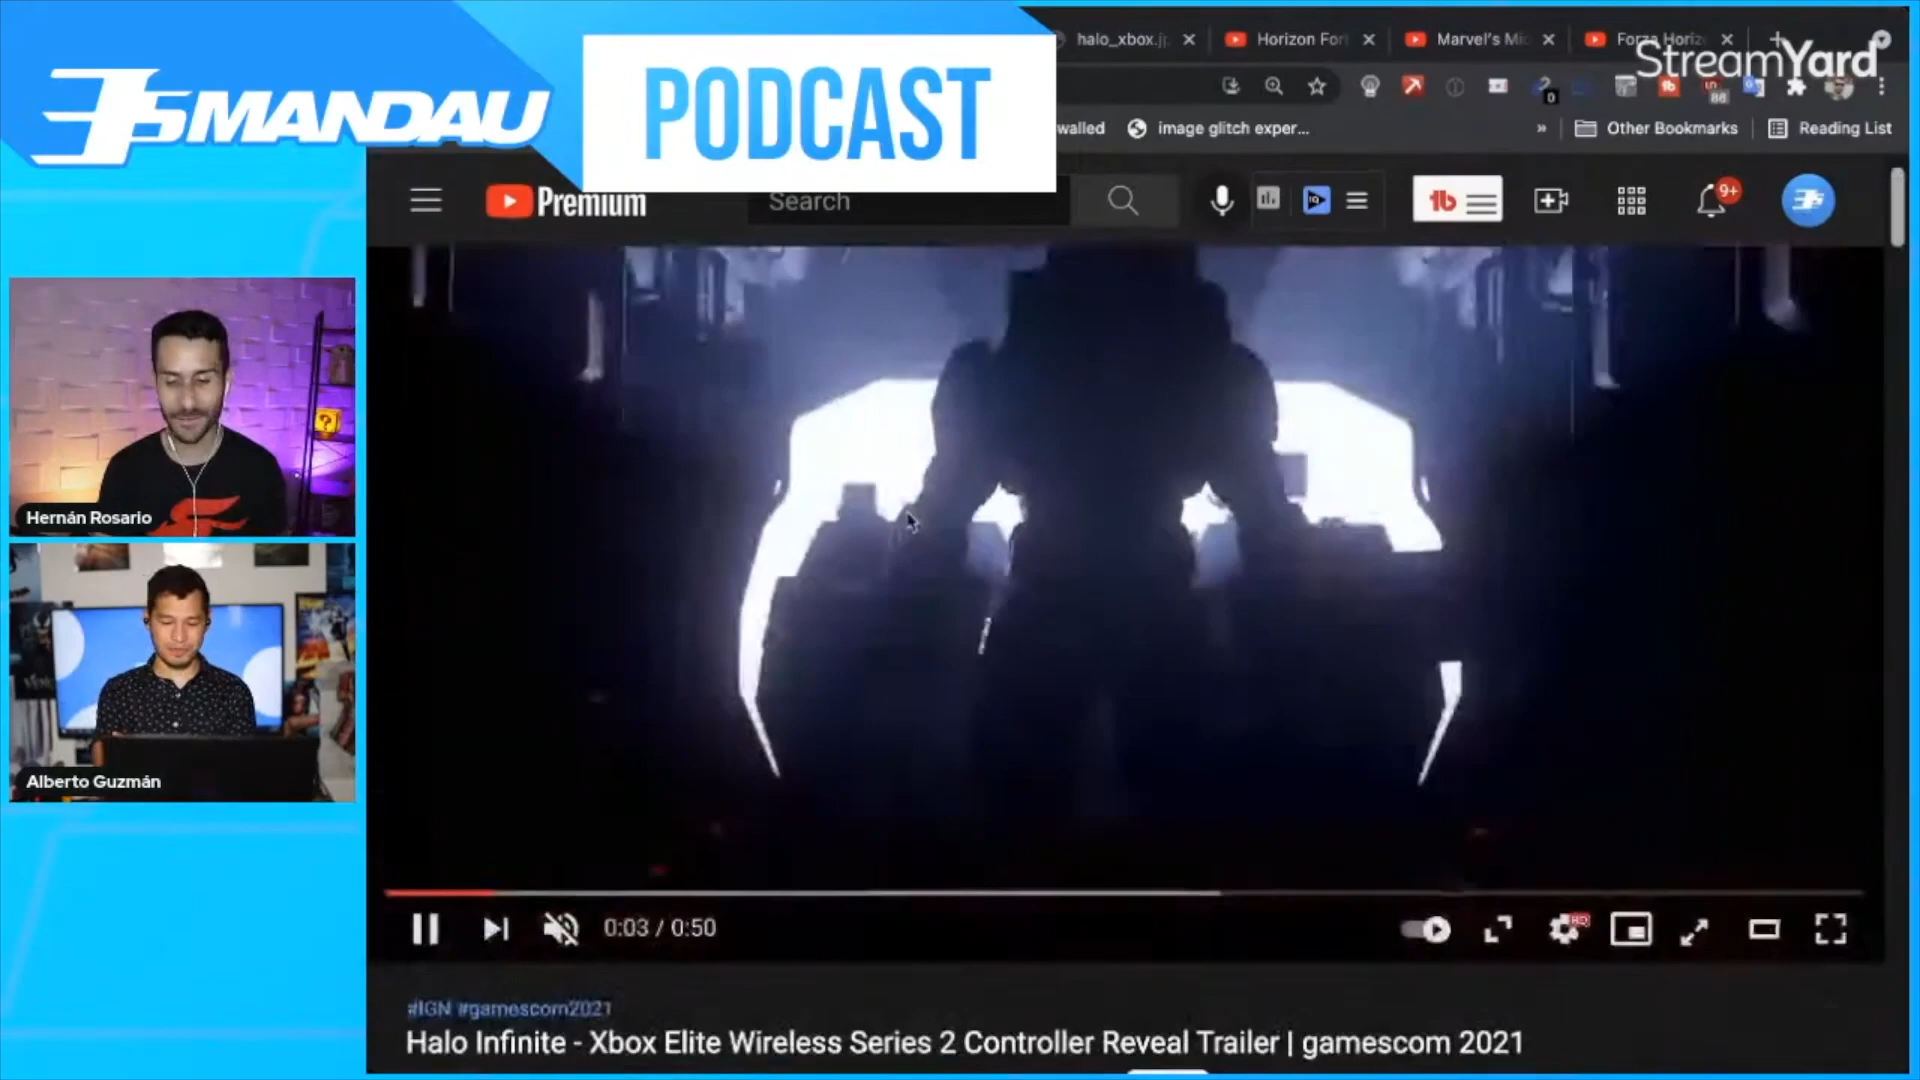 ESMANDAU
PODCAST
halo_xbox.j
Horizon For
Marvel's Mi
Forza Horiz
StreamYard
walled
image glitch exper...
»
Other Bookmarks
Reading List
Premium
Search
9+
Hernán Rosario
Alberto Guzmán
0:03 / 0:50
#IGN #gamescom2021
Halo Infinite - Xbox Elite Wireless Series 2 Controller Reveal Trailer | gamescom 2021